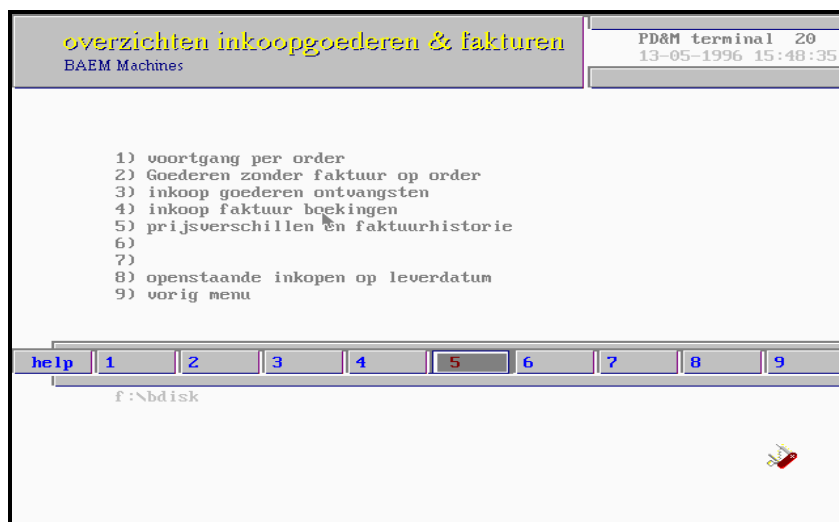 overzichten inkoopgoederen & fakturen
BAEM Machines
PD&M terminal 20
13-05-1996 15:48:35
1) voortgang per order
2) Goederen zonder faktuur op order
3) inkoop goederen ontvangsten
4) inkoop faktuur boekingen
5) prijsverschillen en faktuurhistorie
6)
7)
8) openstaande inkopen op leverdatum
9) vorig menu
help 1 2 3 4 5 6 7 8 9
f:\bdisk